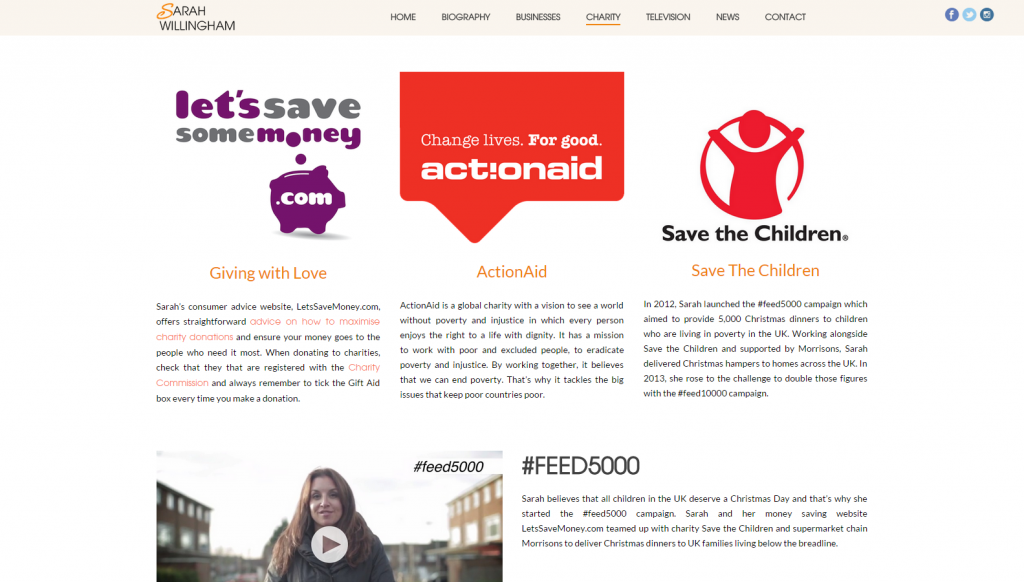 SARAH
WILLINGHAM
HOME BIOGRAPHY BUSINESSES CHARITY TELEVISION NEWS CONTACT
let's save
some money
.com
Giving with Love
Sarah's consumer advice website, LetsSaveMoney.com,
offers straightforward advice on how to maximise
charity donations and ensure your money goes to the
people who need it most. When donating to charities,
check that they that are registered with the Charity
Commission and always remember to tick the Gift Aid
box every time you make a donation.
Change lives. For good.
act!onaid
ActionAid
ActionAid is a global charity with a vision to see a world
without poverty and injustice in which every person
enjoys the right to a life with dignity. It has a mission
to work with poor and excluded people, to eradicate
poverty and injustice. By working together, it believes
that we can end poverty. That's why it tackles the big
issues that keep poor countries poor.
Save the Children®
Save The Children
In 2012, Sarah launched the #feed5000 campaign which
aimed to provide 5,000 Christmas dinners to children
who are living in poverty in the UK. Working alongside
Save the Children and supported by Morrisons, Sarah
delivered Christmas hampers to homes across the UK. In
2013, she rose to the challenge to double those figures
with the #feed10000 campaign.
#feed5000
#FEED5000
Sarah believes that all children in the UK deserve a Christmas Day and that's why she
started the #feed5000 campaign. Sarah and her money saving website
LetsSaveMoney.com teamed up with charity Save the Children and supermarket chain
Morrisons to deliver Christmas dinners to UK families living below the breadline.